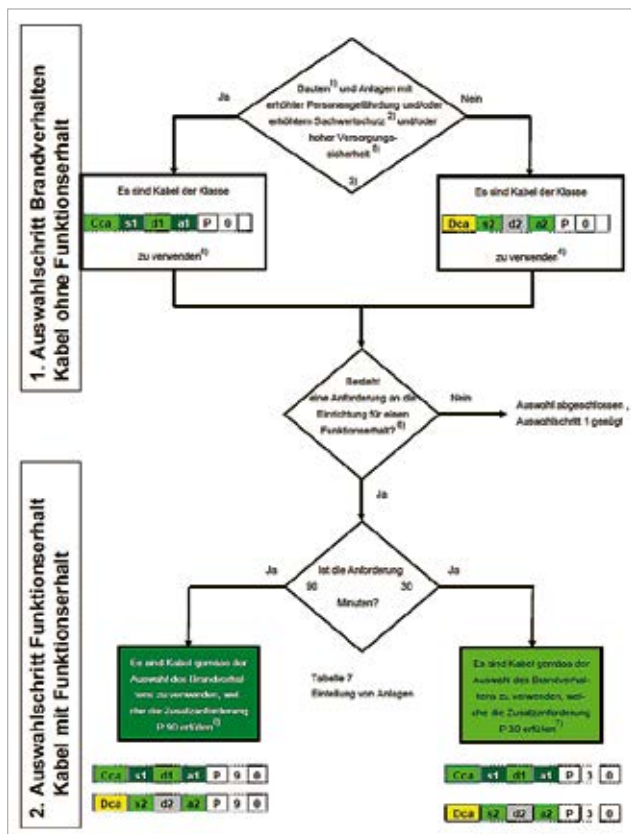 1. Auswahlschritt Brandverhalten
Kabel ohne Funktionserhalt
Bauten 1) und Anlagen mit
erhöhter Personengefährdung und/oder
erhöhtem Sachwertschutz 2) und/oder
hoher Versorgungs-
sicherheit
3)
Ja
Nein
Es sind Kabel der Klasse
Cca s1 d1 a1 P 0
zu verwenden
Es sind Kabel der Klasse
Dca s2 d2 a2 P 0
zu verwenden
Besteht
eine Anforderung an die
Einrichtung für einen
Funktionserhalt?
Nein
Auswahl abgeschlossen,
Auswahlschritt 1 genügt
Ja
2. Auswahlschritt Funktionserhalt
Kabel mit Funktionserhalt
Ist die Anforderung
90 30
Minuten?
Ja
Ja
Es sind Kabel gemäss der
Auswahl des Brandverhal-
tens zu verwenden, wel-
che die Zusatzanforderung
P 90 erfüllen
Tabelle 7
Einteilung von Anlagen
Es sind Kabel gemäss der
Auswahl des Brandverhal-
tens zu verwenden, wel-
che die Zusatzanforderung
P 30 erfüllen 7)
Cca s1 d1 a1 P 9 0
Dca s2 d2 a2 P 9 0
Cca s1 d1 a1 P 3 0
Dca s2 d2 a2 P 3 0